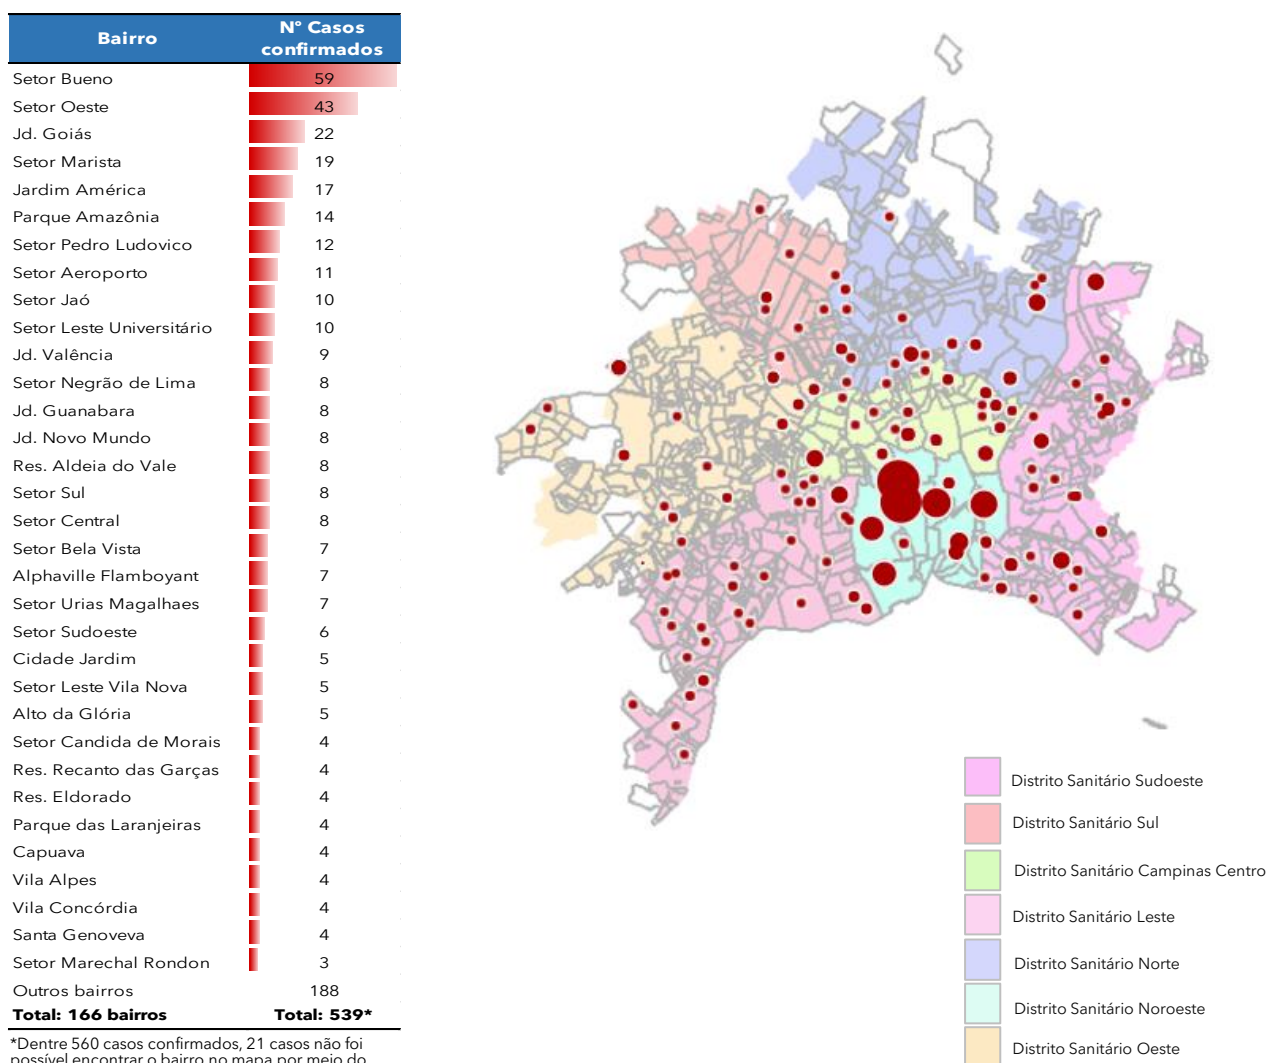 Bairro
Nº Casos
confirmados
Setor Bueno 59
Setor Oeste 43
Jd. Goiás 22
Setor Marista 19
Jardim América 17
Parque Amazônia 14
Setor Pedro Ludovico 12
Setor Aeroporto 11
Setor Jaó 10
Setor Leste Universitário 10
Jd. Valência 9
Setor Negrão de Lima 8
Jd. Guanabara 8
Jd. Novo Mundo 8
Res. Aldeia do Vale 8
Setor Sul 8
Setor Central 8
Setor Bela Vista 7
Alphaville Flamboyant 7
Setor Urias Magalhaes 7
Setor Sudoeste 6
Cidade Jardim 5
Setor Leste Vila Nova 5
Alto da Glória 5
Setor Candida de Morais 4
Res. Recanto das Garças 4
Res. Eldorado 4
Parque das Laranjeiras 4
Capuava 4
Vila Alpes 4
Vila Concórdia 4
Santa Genoveva 4
Setor Marechal Rondon 3
Outros bairros 188
Total: 166 bairros Total: 539*
*Dentre 560 casos confirmados, 21 casos não foi
possível encontrar o bairro no mapa por meio do
Distrito Sanitário Sudoeste
Distrito Sanitário Sul
Distrito Sanitário Campinas Centro
Distrito Sanitário Leste
Distrito Sanitário Norte
Distrito Sanitário Noroeste
Distrito Sanitário Oeste